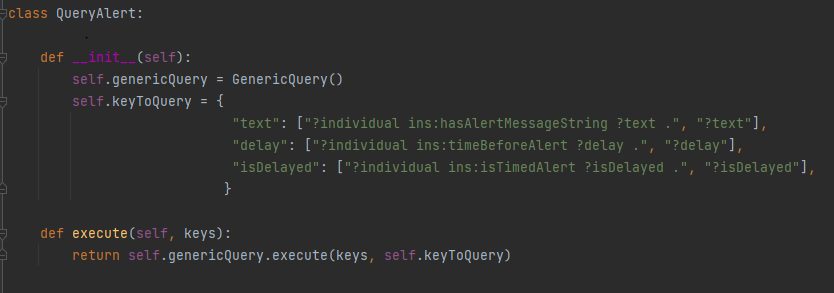 class QueryAlert:
def __init__(self):
self.genericQuery = GenericQuery()
self.keyToQuery = {
"text": ["?individual ins:hasAlertMessageString ?text .", "?text"],
"delay": ["?individual ins:timeBeforeAlert ?delay .", "?delay"],
"isDelayed": ["?individual ins:isTimedAlert ?isDelayed .", "?isDelayed"],
}
def execute(self, keys):
return self.genericQuery.execute(keys, self.keyToQuery)